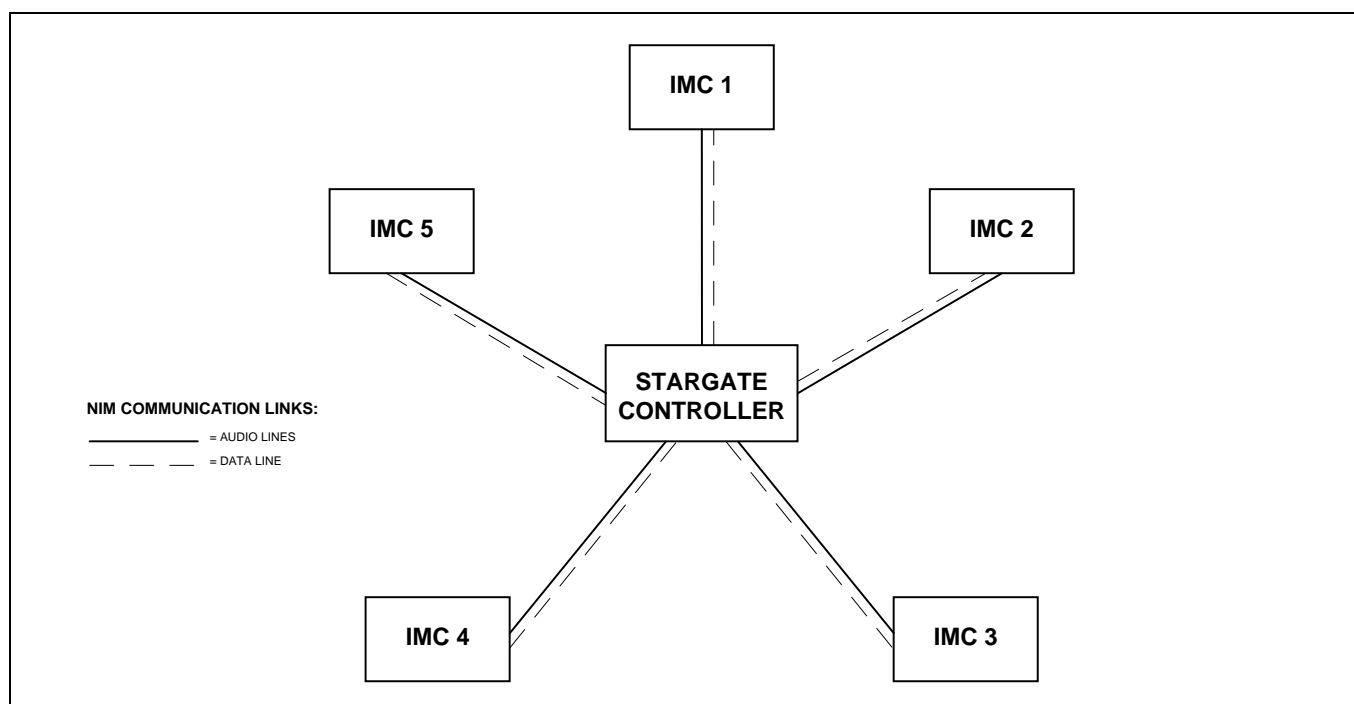 IMC 1
IMC 5
IMC 2
STARGATE
CONTROLLER
NIM COMMUNICATION LINKS:
= AUDIO LINES
= DATA LINE
IMC 4
IMC 3